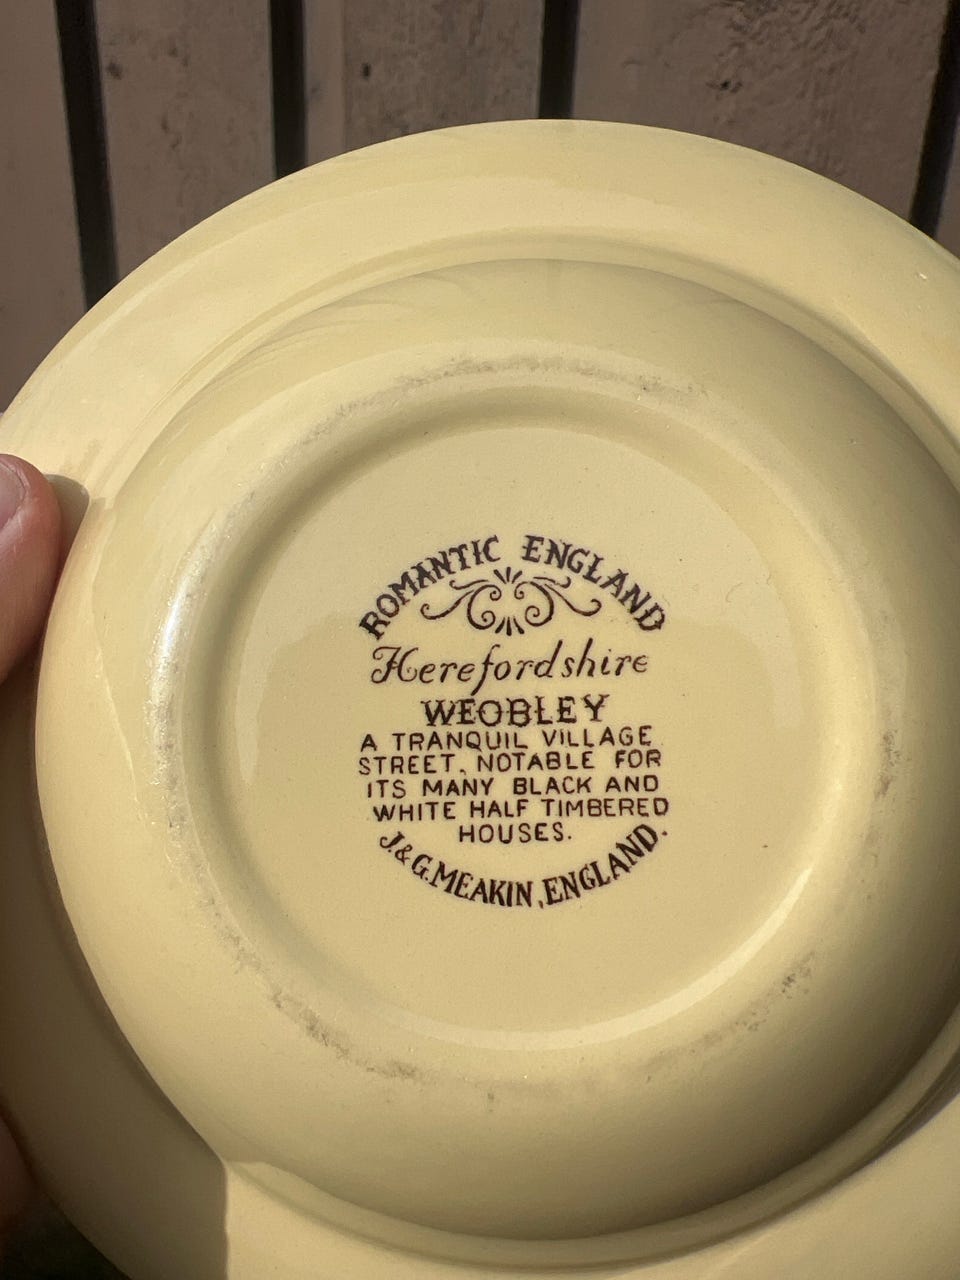 ROMANTIC ENGLAND
Herefordshire
WEOBLEY
A TRANQUIL VILLAGE
STREET, NOTABLE FOR
ITS MANY BLACK AND
WHITE HALF TIMBERED
HOUSES.
J.&G.MEAKIN, ENGLAND.